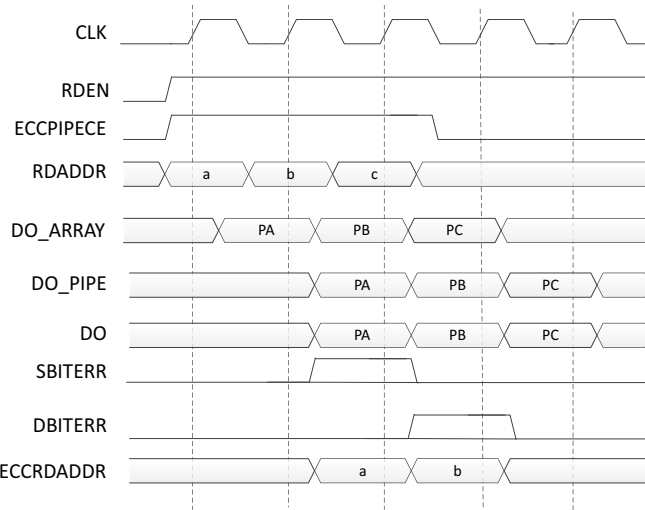 CLK
RDEN
ECCPIPECE
RDADDR a b c
DO_ARRAY PA PB PC
DO_PIPE PA PB PC
DO PA PB PC
SBITERR
DBITERR
ECCRDADDR a b